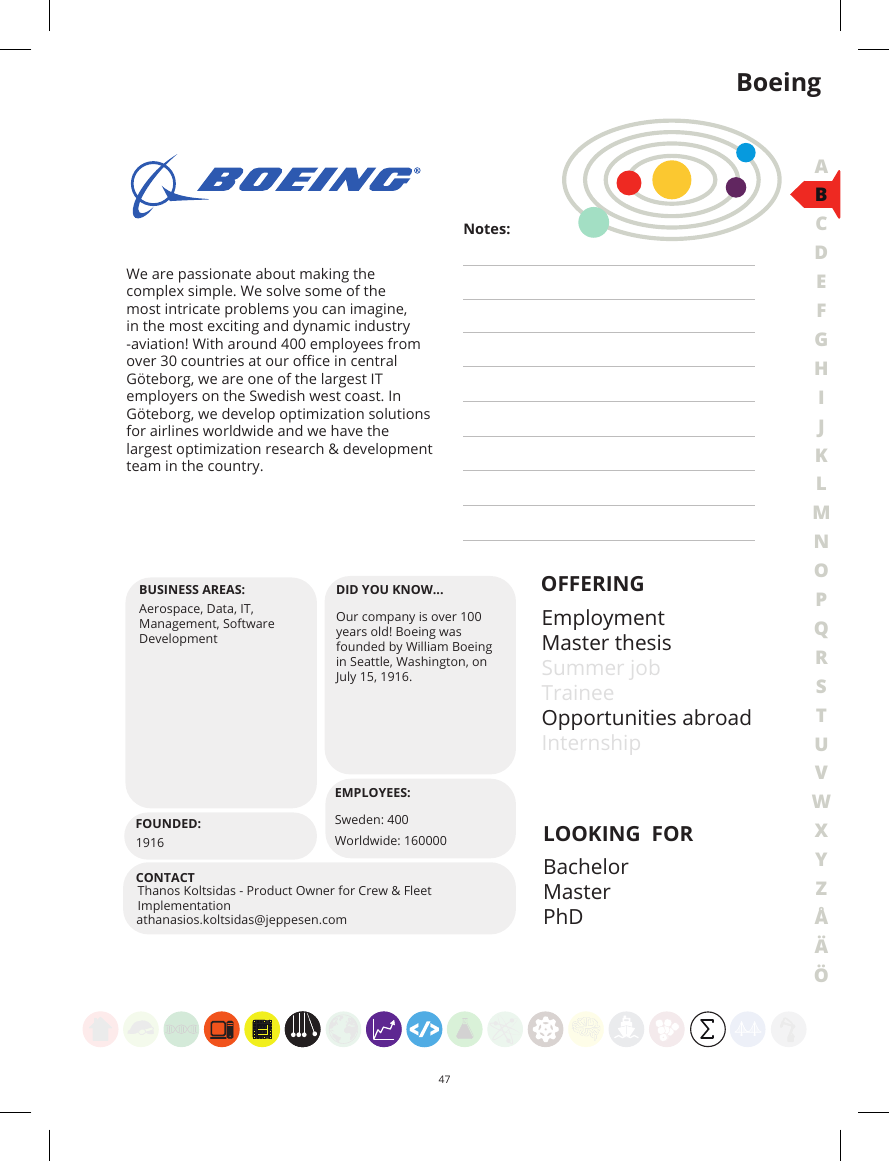 Boeing
BOEING®
Notes:
We are passionate about making the
complex simple. We solve some of the
most intricate problems you can imagine,
in the most exciting and dynamic industry
-aviation! With around 400 employees from
over 30 countries at our office in central
Göteborg, we are one of the largest IT
employers on the Swedish west coast. In
Göteborg, we develop optimization solutions
for airlines worldwide and we have the
largest optimization research & development
team in the country.
BUSINESS AREAS:
Aerospace, Data, IT,
Management, Software
Development
DID YOU KNOW...
Our company is over 100
years old! Boeing was
founded by William Boeing
in Seattle, Washington, on
July 15, 1916.
EMPLOYEES:
Sweden: 400
Worldwide: 160000
FOUNDED:
1916
CONTACT
Thanos Koltsidas - Product Owner for Crew & Fleet
Implementation
athanasios.koltsidas@jeppesen.com
OFFERING
Employment
Master thesis
Summer job
Trainee
Opportunities abroad
Internship
LOOKING FOR
Bachelor
Master
PhD
A
B
C
D
E
F
G
H
I
J
K
L
M
N
O
P
Q
R
S
T
U
V
W
X
Y
Z
Å
Ä
Ö
</>
Σ
47